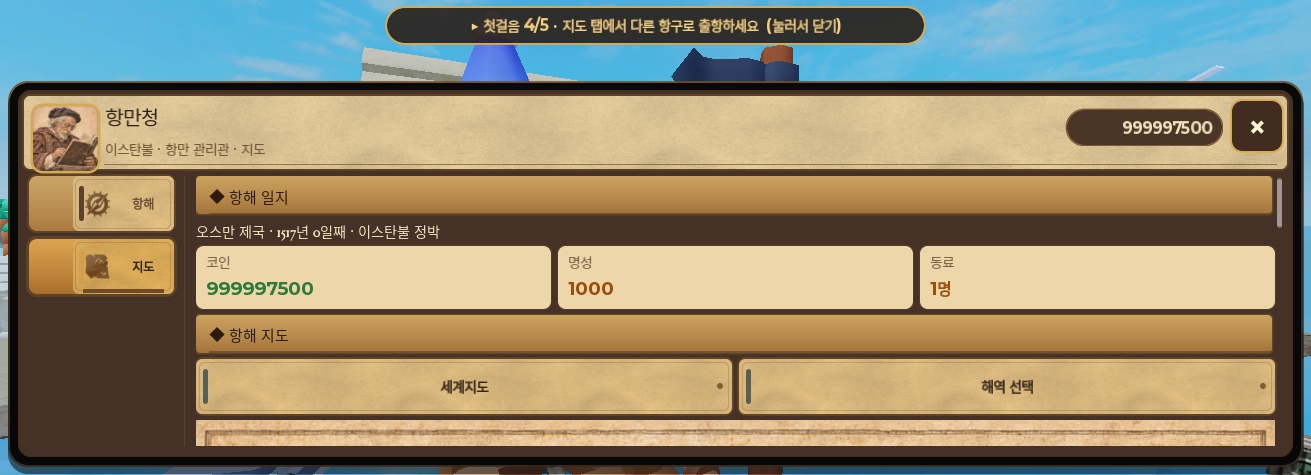 ▸ 첫걸음 4/5 · 지도 탭에서 다른 항구로 출항하세요 (눌러서 닫기)
항만청
이스탄불 · 항만 관리관 · 지도
999997500
×
항해
지도
◆ 항해 일지
오스만 제국 · 1517년 0일째 · 이스탄불 정박
코인
999997500
명성
1000
동료
1명
◆ 항해 지도
세계지도
해역 선택